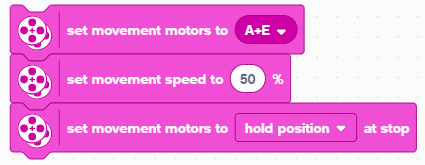 set movement motors to A+E
set movement speed to 50 %
set movement motors to hold position at stop